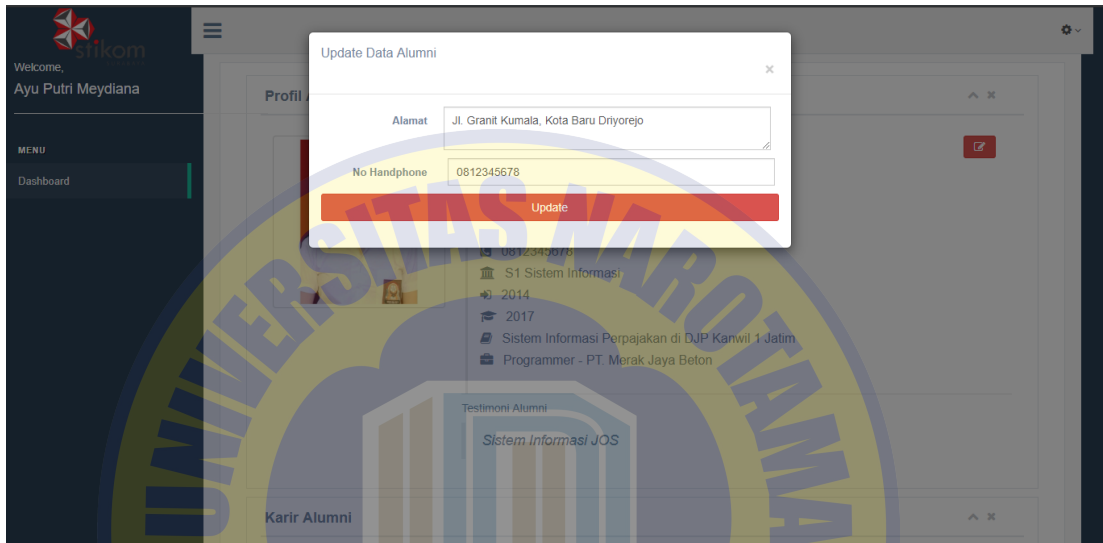 stikom
Welcome,
Ayu Putri Meydiana
MENU
Dashboard
Update Data Alumni
×
Profil
Alamat
Jl. Granit Kumala, Kota Baru Driyorejo
No Handphone
0812345678
Update
0812345678
S1 Sistem Informasi
2014
2017
Sistem Informasi Perpajakan di DJP Kanwil 1 Jatim
Programmer - PT. Merak Jaya Beton
Testimoni Alumni
Sistem Informasi JOS
Karir Alumni
UNIVERSITAS NAROTAMA